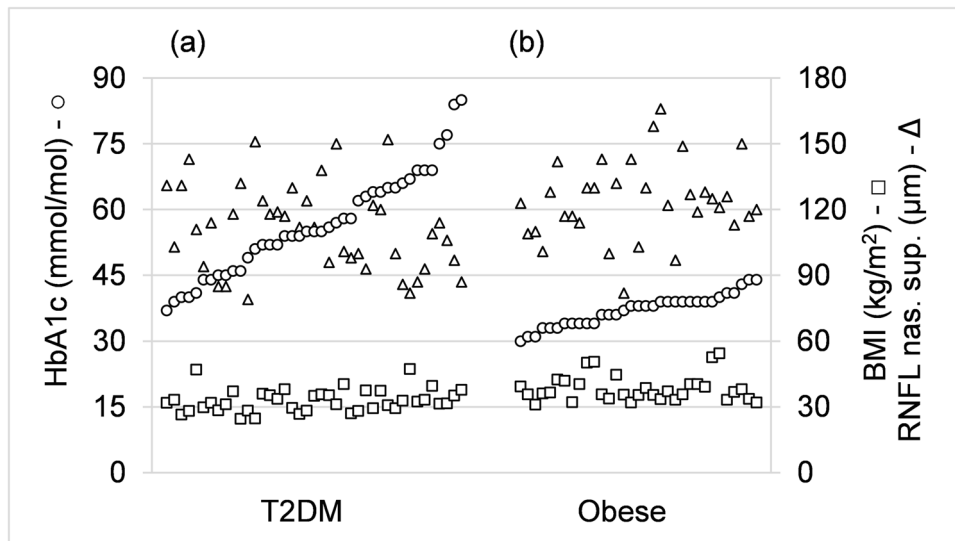 (a) (b)
90 180
75 150
60 120
45 90
30 60
15 30
0 0
HbA1c (mmol/mol) - ○
BMI (kg/m²) - □
RNFL nas. sup. (µm) - Δ
T2DM Obese